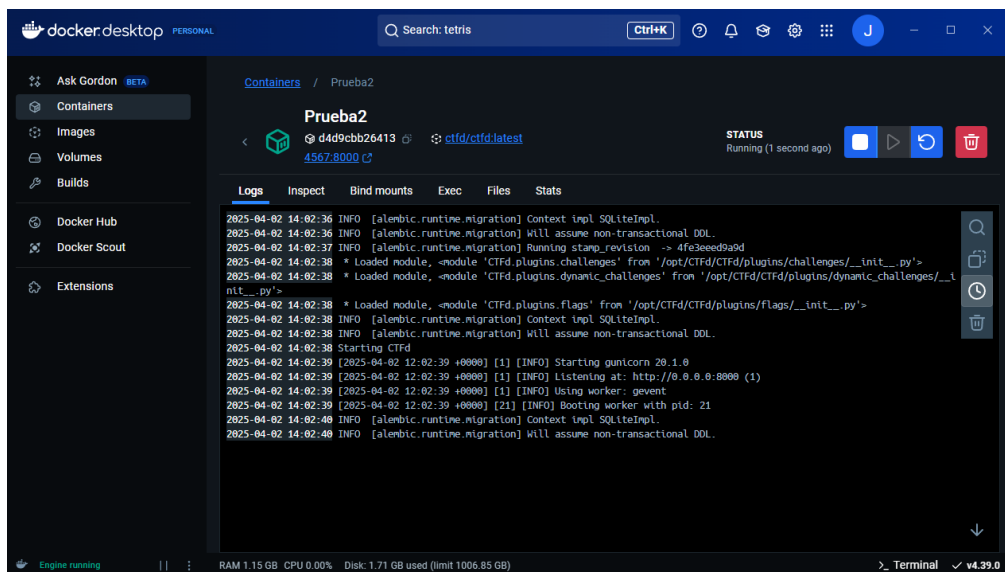 docker.desktop PERSONAL
Search: tetris Ctrl+K
J
Ask Gordon BETA
Containers
Images
Volumes
Builds
Docker Hub
Docker Scout
Extensions
Containers / Prueba2
Prueba2
d4d9cbb26413 ctfd/ctfd:latest
4567:8000
STATUS
Running (1 second ago)
Logs Inspect Bind mounts Exec Files Stats
2025-04-02 14:02:36 INFO [alembic.runtime.migration] Context impl SQLiteImpl.
2025-04-02 14:02:36 INFO [alembic.runtime.migration] Will assume non-transactional DDL.
2025-04-02 14:02:37 INFO [alembic.runtime.migration] Running stamp_revision -> 4fe3eeed9a9d
2025-04-02 14:02:38 * Loaded module, <module 'CTFd.plugins.challenges' from '/opt/CTFd/CTFd/plugins/challenges/__init__.py'>
2025-04-02 14:02:38 * Loaded module, <module 'CTFd.plugins.dynamic_challenges' from '/opt/CTFd/CTFd/plugins/dynamic_challenges/__i
nit__.py'>
2025-04-02 14:02:38 * Loaded module, <module 'CTFd.plugins.flags' from '/opt/CTFd/CTFd/plugins/flags/__init__.py'>
2025-04-02 14:02:38 INFO [alembic.runtime.migration] Context impl SQLiteImpl.
2025-04-02 14:02:38 INFO [alembic.runtime.migration] Will assume non-transactional DDL.
2025-04-02 14:02:38 Starting CTFd
2025-04-02 14:02:39 [2025-04-02 12:02:39 +0000] [1] [INFO] Starting gunicorn 20.1.0
2025-04-02 14:02:39 [2025-04-02 12:02:39 +0000] [1] [INFO] Listening at: http://0.0.0.0:8000 (1)
2025-04-02 14:02:39 [2025-04-02 12:02:39 +0000] [1] [INFO] Using worker: gevent
2025-04-02 14:02:39 [2025-04-02 12:02:39 +0000] [21] [INFO] Booting worker with pid: 21
2025-04-02 14:02:40 INFO [alembic.runtime.migration] Context impl SQLiteImpl.
2025-04-02 14:02:40 INFO [alembic.runtime.migration] Will assume non-transactional DDL.
Engine running RAM 1.15 GB CPU 0.00% Disk: 1.71 GB used (limit 1006.85 GB) >_ Terminal v4.39.0